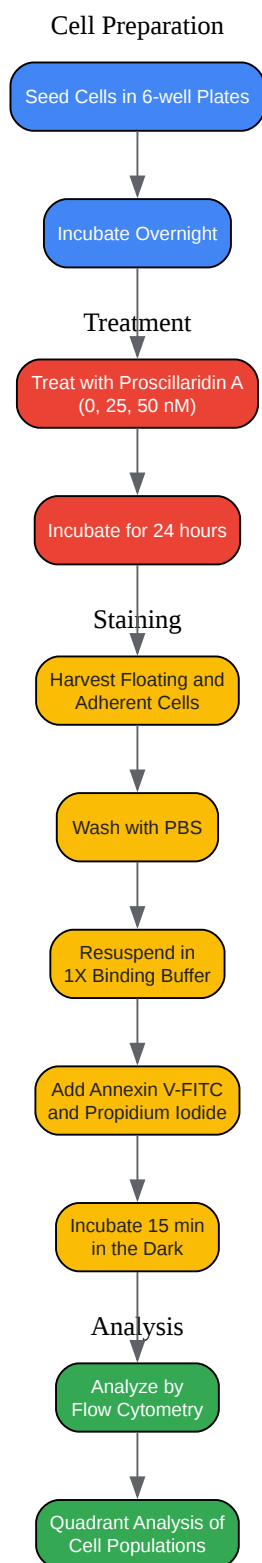 Cell Preparation
Seed Cells in 6-well Plates
Incubate Overnight
Treatment
Treat with Proscillaridin A
(0, 25, 50 nM)
Incubate for 24 hours
Staining
Harvest Floating and
Adherent Cells
Wash with PBS
Resuspend in
1X Binding Buffer
Add Annexin V-FITC
and Propidium Iodide
Incubate 15 min
in the Dark
Analysis
Analyze by
Flow Cytometry
Quadrant Analysis of
Cell Populations